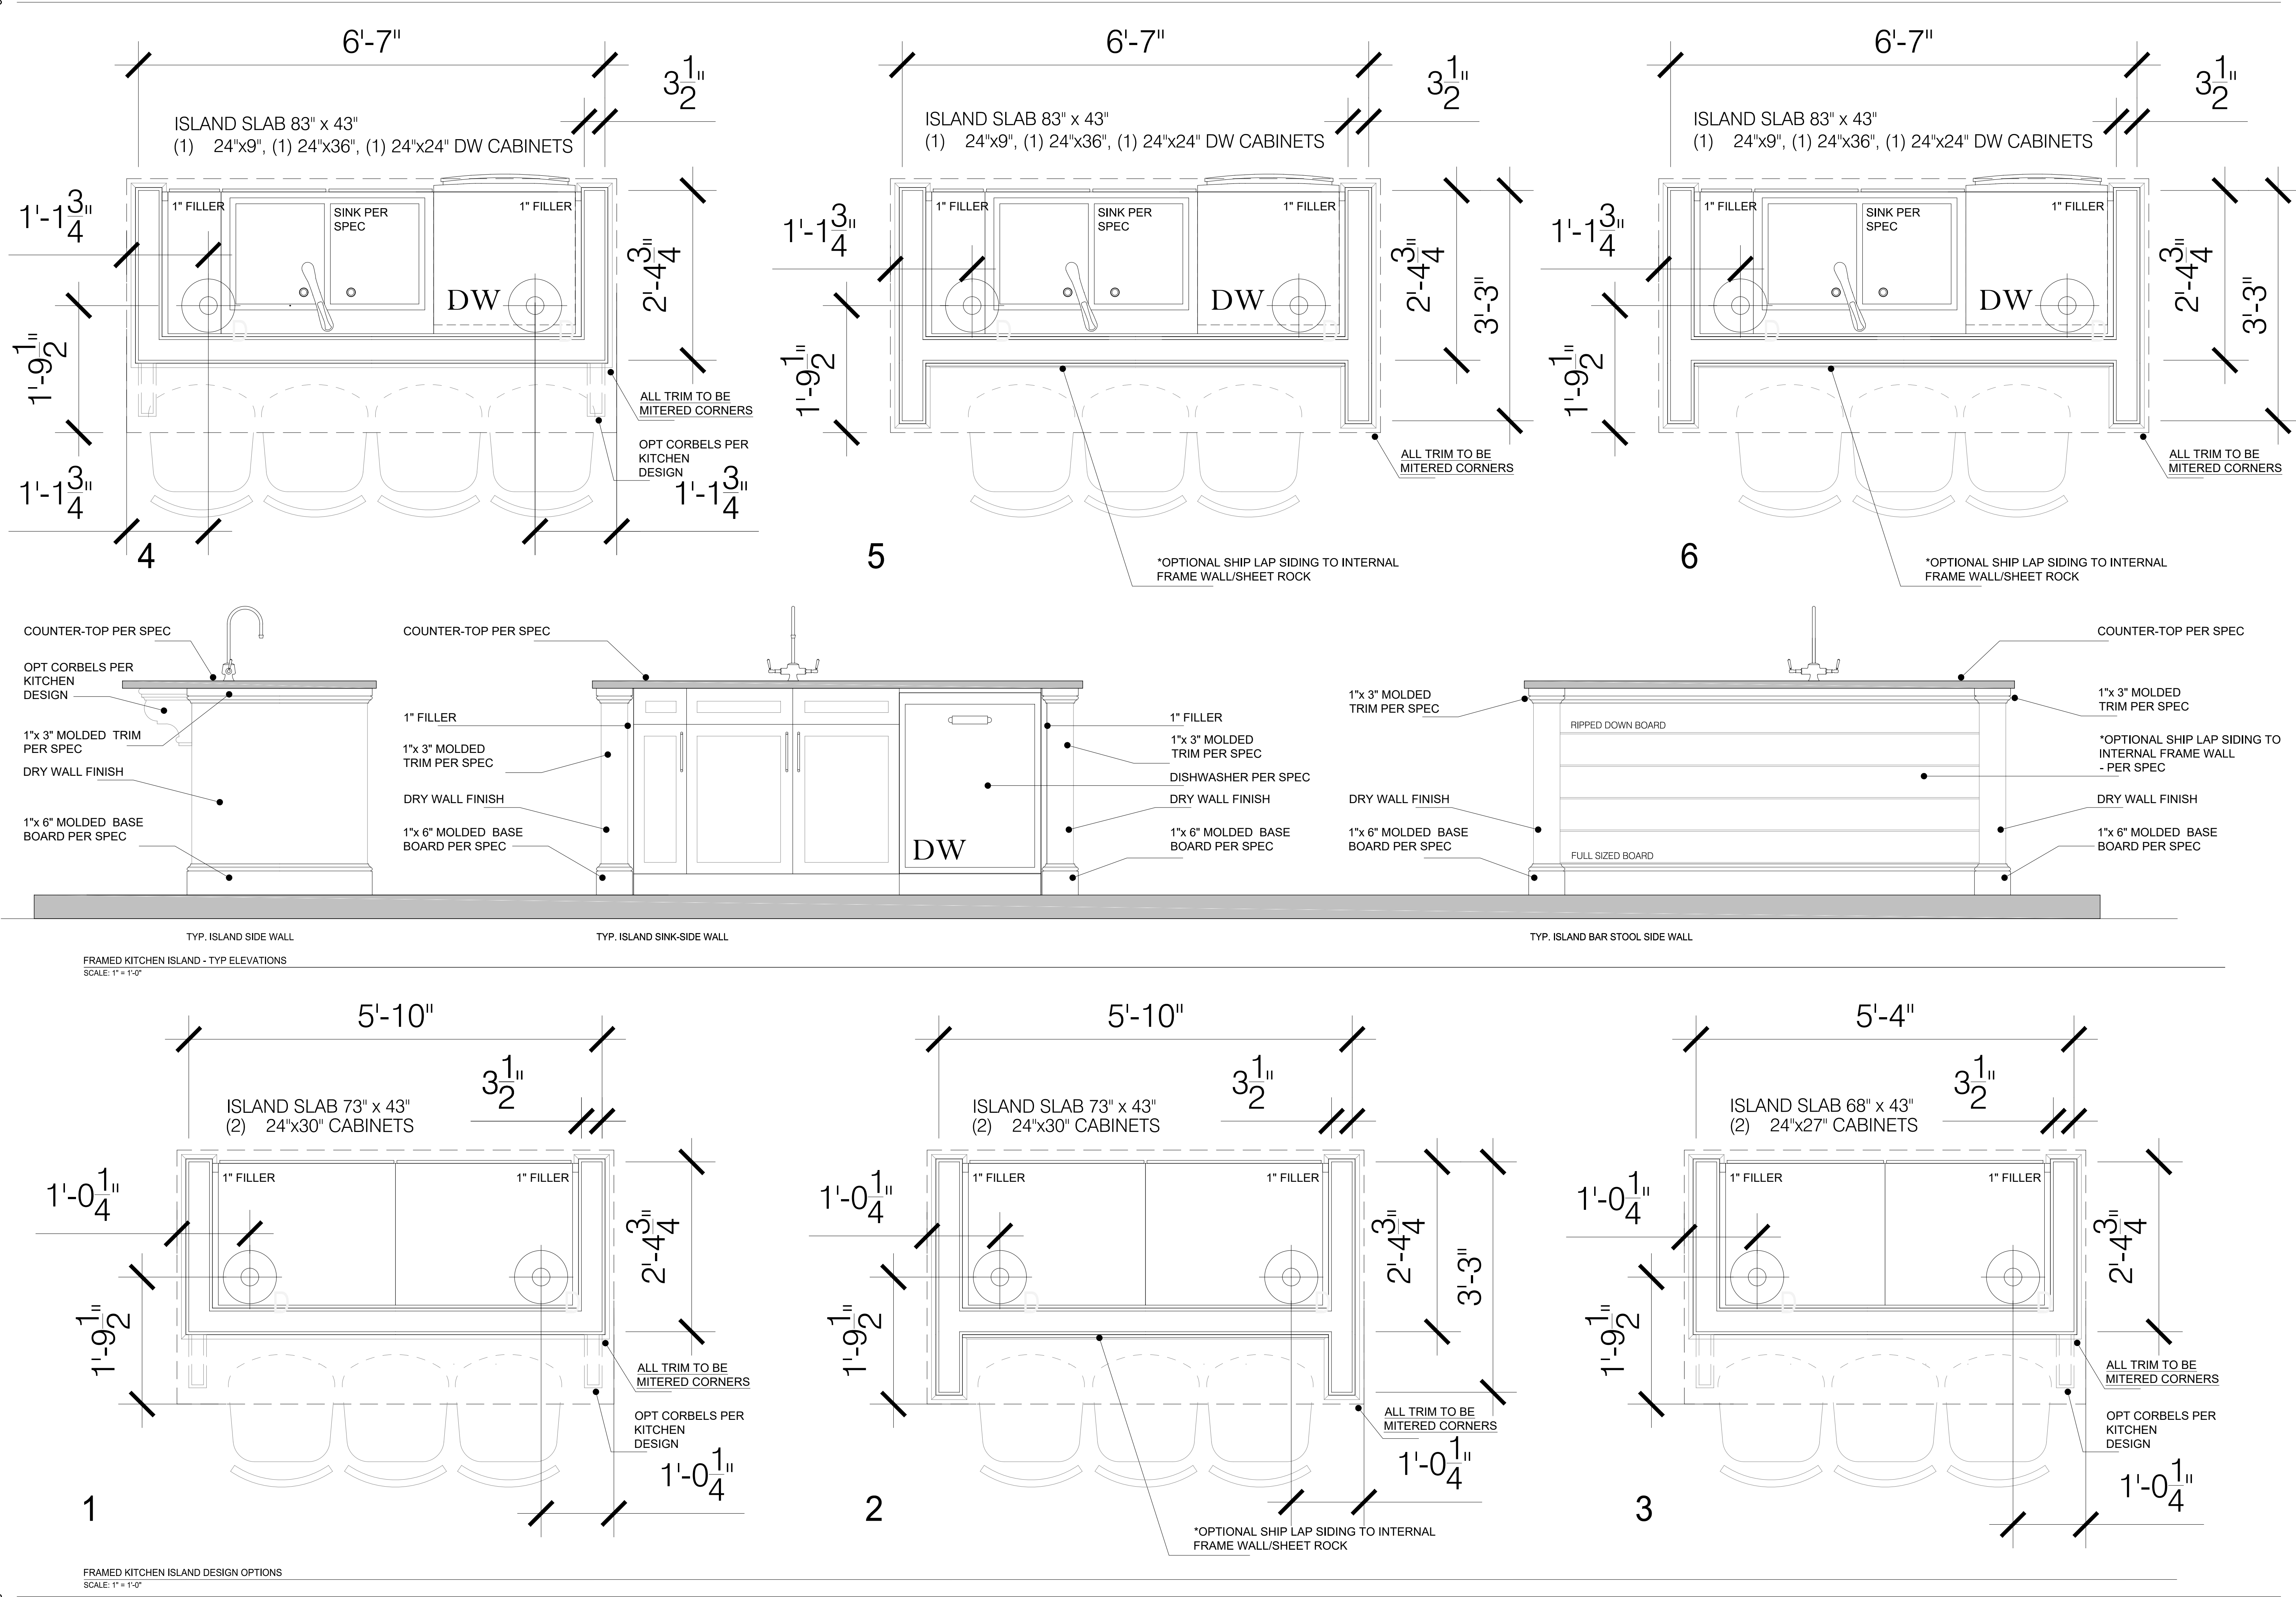 6'-7"
3 1/2"
ISLAND SLAB 83" x 43"
(1) 24"x9", (1) 24"x36", (1) 24"x24" DW CABINETS
1'-1 3/4"
1" FILLER
SINK PER
SPEC
1" FILLER
2'-4 3/4"
DW
1'-9 1/2"
ALL TRIM TO BE
MITERED CORNERS
OPT CORBELS PER
KITCHEN
DESIGN
1'-1 3/4"
1'-1 3/4"
4
6'-7"
3 1/2"
ISLAND SLAB 83" x 43"
(1) 24"x9", (1) 24"x36", (1) 24"x24" DW CABINETS
1'-1 3/4"
1" FILLER
SINK PER
SPEC
1" FILLER
2'-4 3/4"
3'-3"
DW
1'-9 1/2"
ALL TRIM TO BE
MITERED CORNERS
5
*OPTIONAL SHIP LAP SIDING TO INTERNAL
FRAME WALL/SHEET ROCK
6'-7"
3 1/2"
ISLAND SLAB 83" x 43"
(1) 24"x9", (1) 24"x36", (1) 24"x24" DW CABINETS
1'-1 3/4"
1" FILLER
SINK PER
SPEC
1" FILLER
2'-4 3/4"
3'-3"
DW
1'-9 1/2"
ALL TRIM TO BE
MITERED CORNERS
6
*OPTIONAL SHIP LAP SIDING TO INTERNAL
FRAME WALL/SHEET ROCK
COUNTER-TOP PER SPEC
OPT CORBELS PER
KITCHEN
DESIGN
1"x 3" MOLDED TRIM
PER SPEC
DRY WALL FINISH
1"x 6" MOLDED BASE
BOARD PER SPEC
TYP. ISLAND SIDE WALL
COUNTER-TOP PER SPEC
1" FILLER
1"x 3" MOLDED
TRIM PER SPEC
DRY WALL FINISH
1"x 6" MOLDED BASE
BOARD PER SPEC
DW
1" FILLER
1"x 3" MOLDED
TRIM PER SPEC
DISHWASHER PER SPEC
DRY WALL FINISH
1"x 6" MOLDED BASE
BOARD PER SPEC
TYP. ISLAND SINK-SIDE WALL
1"x 3" MOLDED
TRIM PER SPEC
DRY WALL FINISH
1"x 6" MOLDED BASE
BOARD PER SPEC
RIPPED DOWN BOARD
FULL SIZED BOARD
COUNTER-TOP PER SPEC
1"x 3" MOLDED
TRIM PER SPEC
*OPTIONAL SHIP LAP SIDING TO
INTERNAL FRAME WALL
- PER SPEC
DRY WALL FINISH
1"x 6" MOLDED BASE
BOARD PER SPEC
TYP. ISLAND BAR STOOL SIDE WALL
FRAMED KITCHEN ISLAND - TYP ELEVATIONS
SCALE: 1" = 1'-0"
5'-10"
3 1/2"
ISLAND SLAB 73" x 43"
(2) 24"x30" CABINETS
1" FILLER
1" FILLER
1'-0 1/4"
2'-4 3/4"
1'-9 1/2"
ALL TRIM TO BE
MITERED CORNERS
OPT CORBELS PER
KITCHEN
DESIGN
1'-0 1/4"
1
5'-10"
3 1/2"
ISLAND SLAB 73" x 43"
(2) 24"x30" CABINETS
1" FILLER
1" FILLER
1'-0 1/4"
2'-4 3/4"
3'-3"
1'-9 1/2"
ALL TRIM TO BE
MITERED CORNERS
1'-0 1/4"
2
*OPTIONAL SHIP LAP SIDING TO INTERNAL
FRAME WALL/SHEET ROCK
5'-4"
3 1/2"
ISLAND SLAB 68" x 43"
(2) 24"x27" CABINETS
1" FILLER
1" FILLER
1'-0 1/4"
2'-4 3/4"
1'-9 1/2"
ALL TRIM TO BE
MITERED CORNERS
OPT CORBELS PER
KITCHEN
DESIGN
1'-0 1/4"
3
FRAMED KITCHEN ISLAND DESIGN OPTIONS
SCALE: 1" = 1'-0"